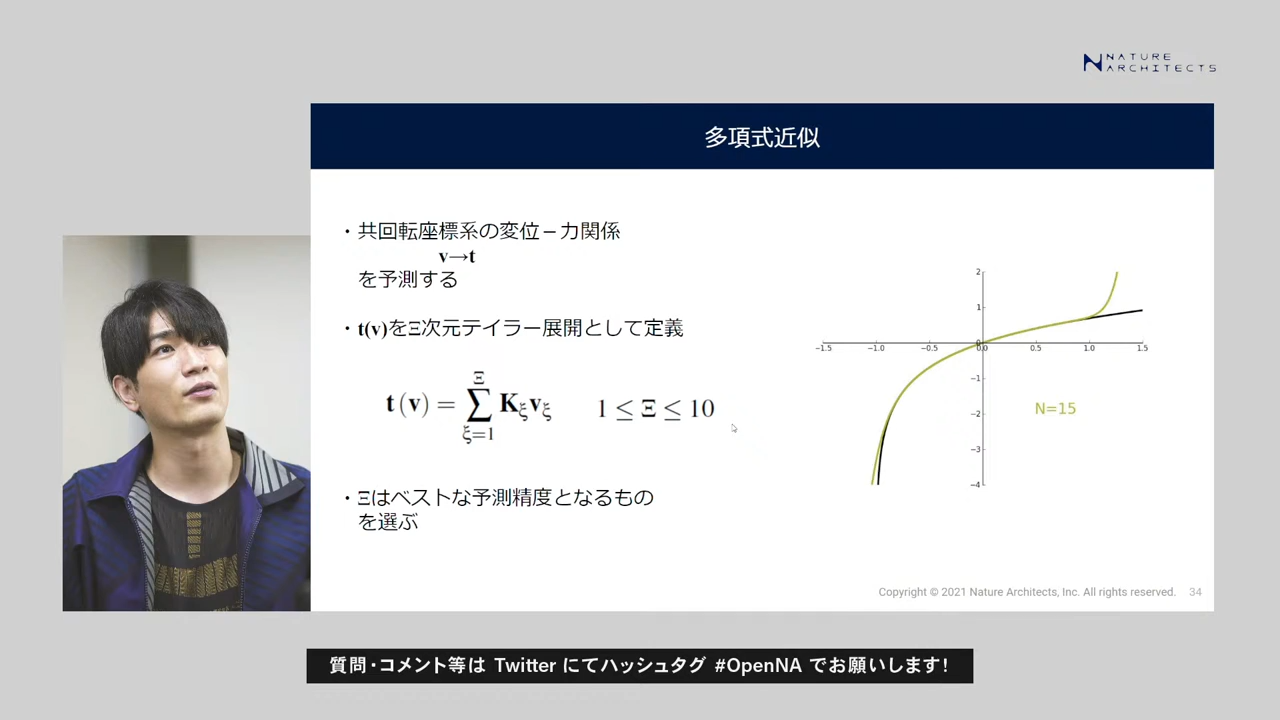 NATURE
ARCHITECTS
多項式近似
・共回転座標系の変位 – 力関係
v→t
を予測する
・t(v)をΞ次元テイラー展開として定義
t(v) = ∑_{ξ=1}^{Ξ} K_ξ v_ξ 1 ≤ Ξ ≤ 10
・Ξはベストな予測精度となるもの
を選ぶ
2
1
−1.5 −1.0 −0.5 0.0 0.5 1.0 1.5
0
−1
−2
N=15
−3
−4
Copyright © 2021 Nature Architects, Inc. All rights reserved. 34
質問・コメント等は Twitter にてハッシュタグ #OpenNA でお願いします!